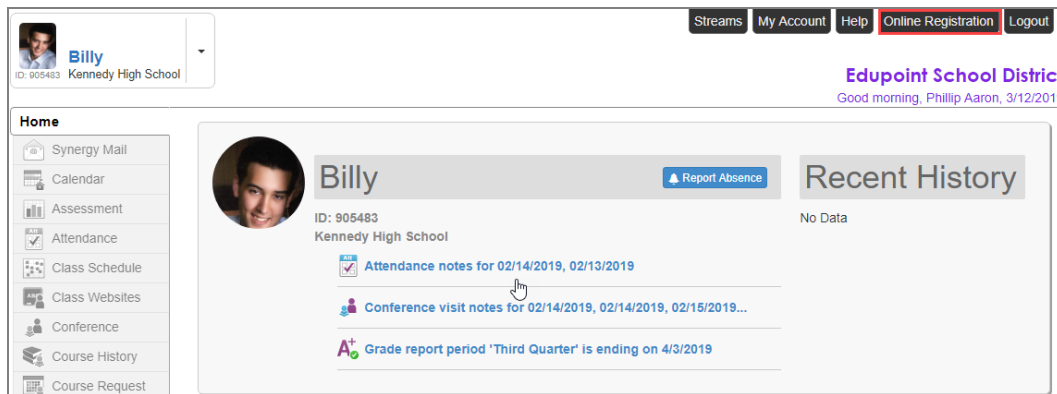 Streams My Account Help Online Registration Logout
Billy
ID: 905483 Kennedy High School
Edupoint School Distric
Good morning, Phillip Aaron, 3/12/201
Home
Synergy Mail
Calendar
Assessment
Attendance
Class Schedule
Class Websites
Conference
Course History
Course Request
Billy
Report Absence
ID: 905483
Kennedy High School
Attendance notes for 02/14/2019, 02/13/2019
Conference visit notes for 02/14/2019, 02/14/2019, 02/15/2019...
A+ Grade report period 'Third Quarter' is ending on 4/3/2019
Recent History
No Data